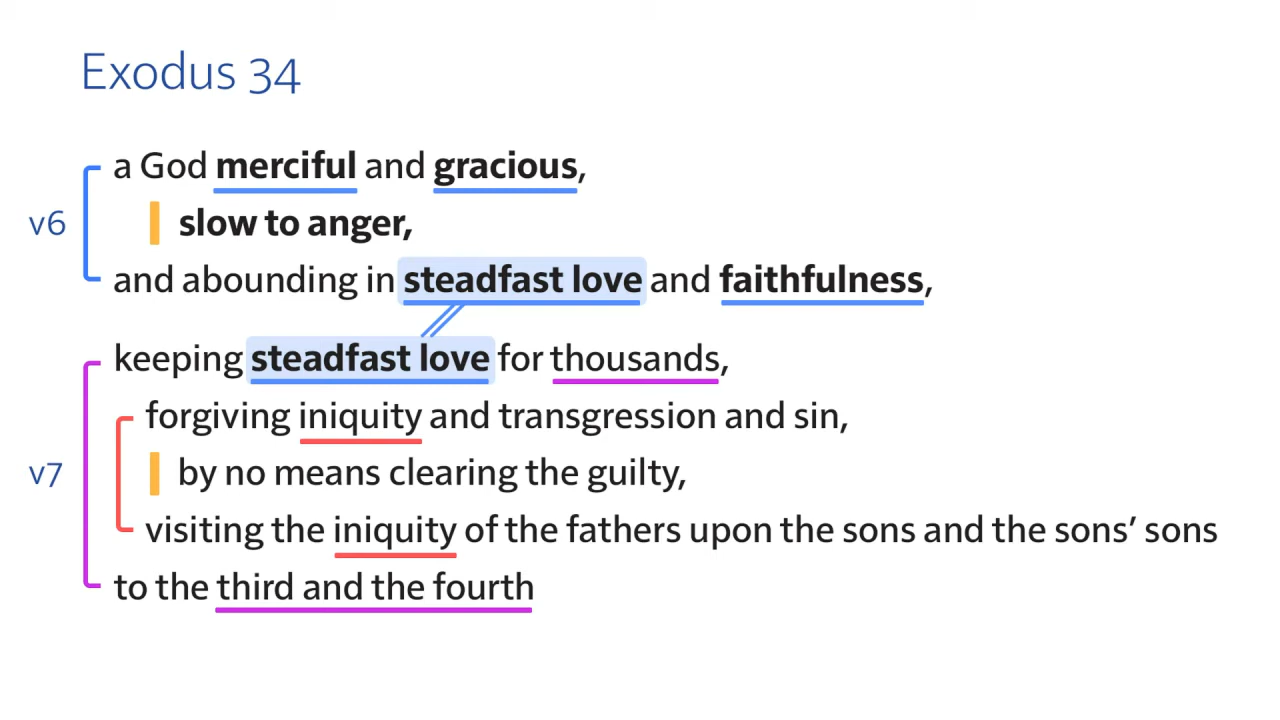 Exodus 34
v6
a God merciful and gracious,
slow to anger,
and abounding in steadfast love and faithfulness,
v7
keeping steadfast love for thousands,
forgiving iniquity and transgression and sin,
by no means clearing the guilty,
visiting the iniquity of the fathers upon the sons and the sons’ sons
to the third and the fourth